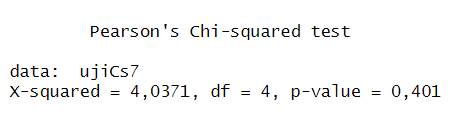 Pearson's Chi-squared test
data: ujiCs7
X-squared = 4,0371, df = 4, p-value = 0,401